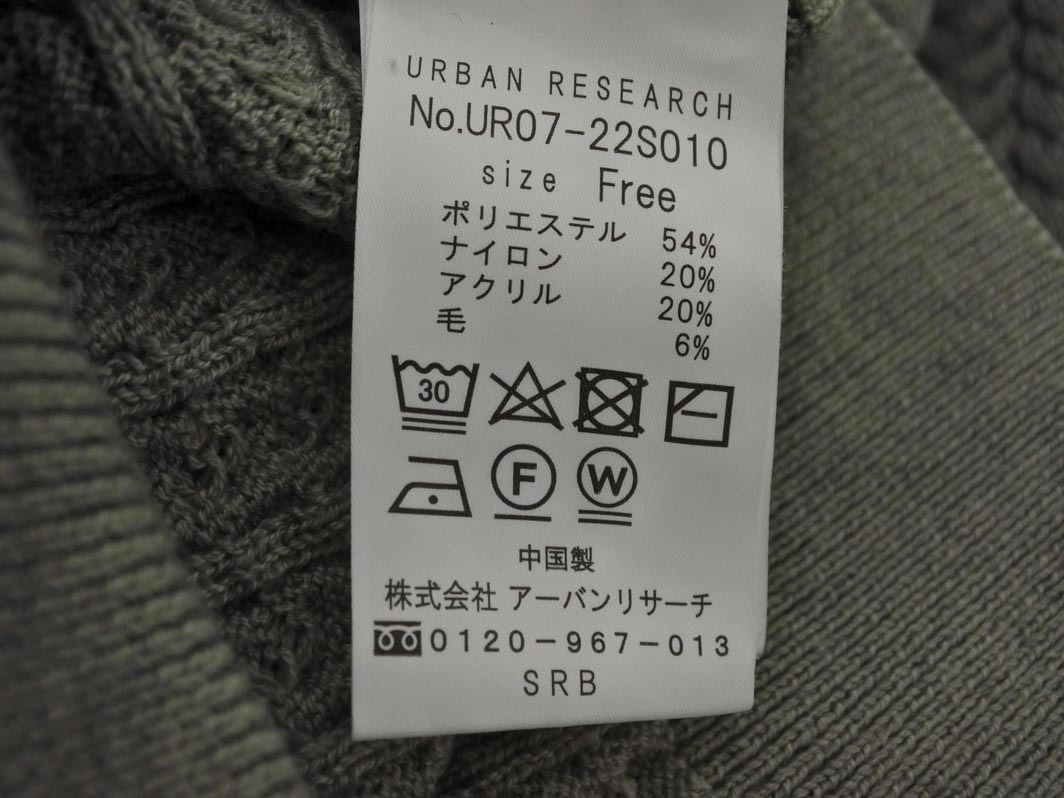 URBAN RESEARCH
No.UR07-22S010
size Free
ポリエステル 54%
ナイロン 20%
アクリル 20%
毛 6%
30
F W
中国製
株式会社 アーバンリサーチ
0120-967-013
SRB